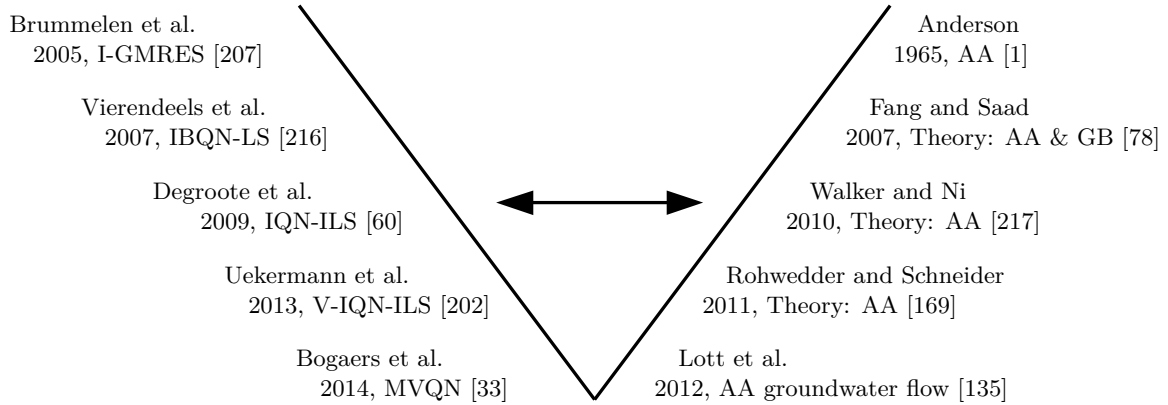 Brummelen et al.
2005, I-GMRES [207]
Vierendeels et al.
2007, IBQN-LS [216]
Degroote et al.
2009, IQN-ILS [60]
Uekermann et al.
2013, V-IQN-ILS [202]
Bogaers et al.
2014, MVQN [33]
Anderson
1965, AA [1]
Fang and Saad
2007, Theory: AA & GB [78]
Walker and Ni
2010, Theory: AA [217]
Rohwedder and Schneider
2011, Theory: AA [169]
Lott et al.
2012, AA groundwater flow [135]